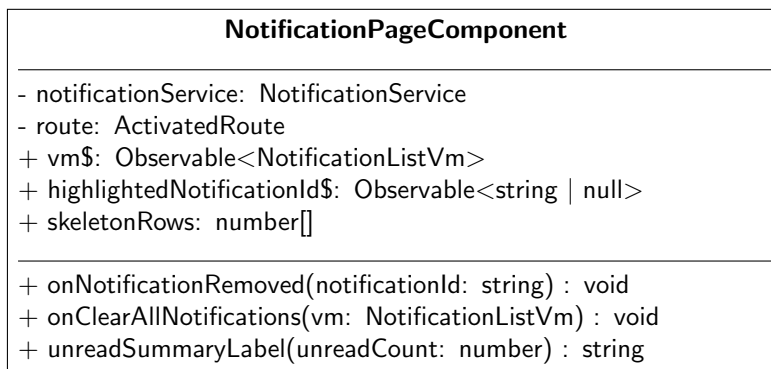 NotificationPageComponent
- notificationService: NotificationService
- route: ActivatedRoute
+ vm$: Observable<NotificationListVm>
+ highlightedNotificationId$: Observable<string | null>
+ skeletonRows: number[]
+ onNotificationRemoved(notificationId: string) : void
+ onClearAllNotifications(vm: NotificationListVm) : void
+ unreadSummaryLabel(unreadCount: number) : string